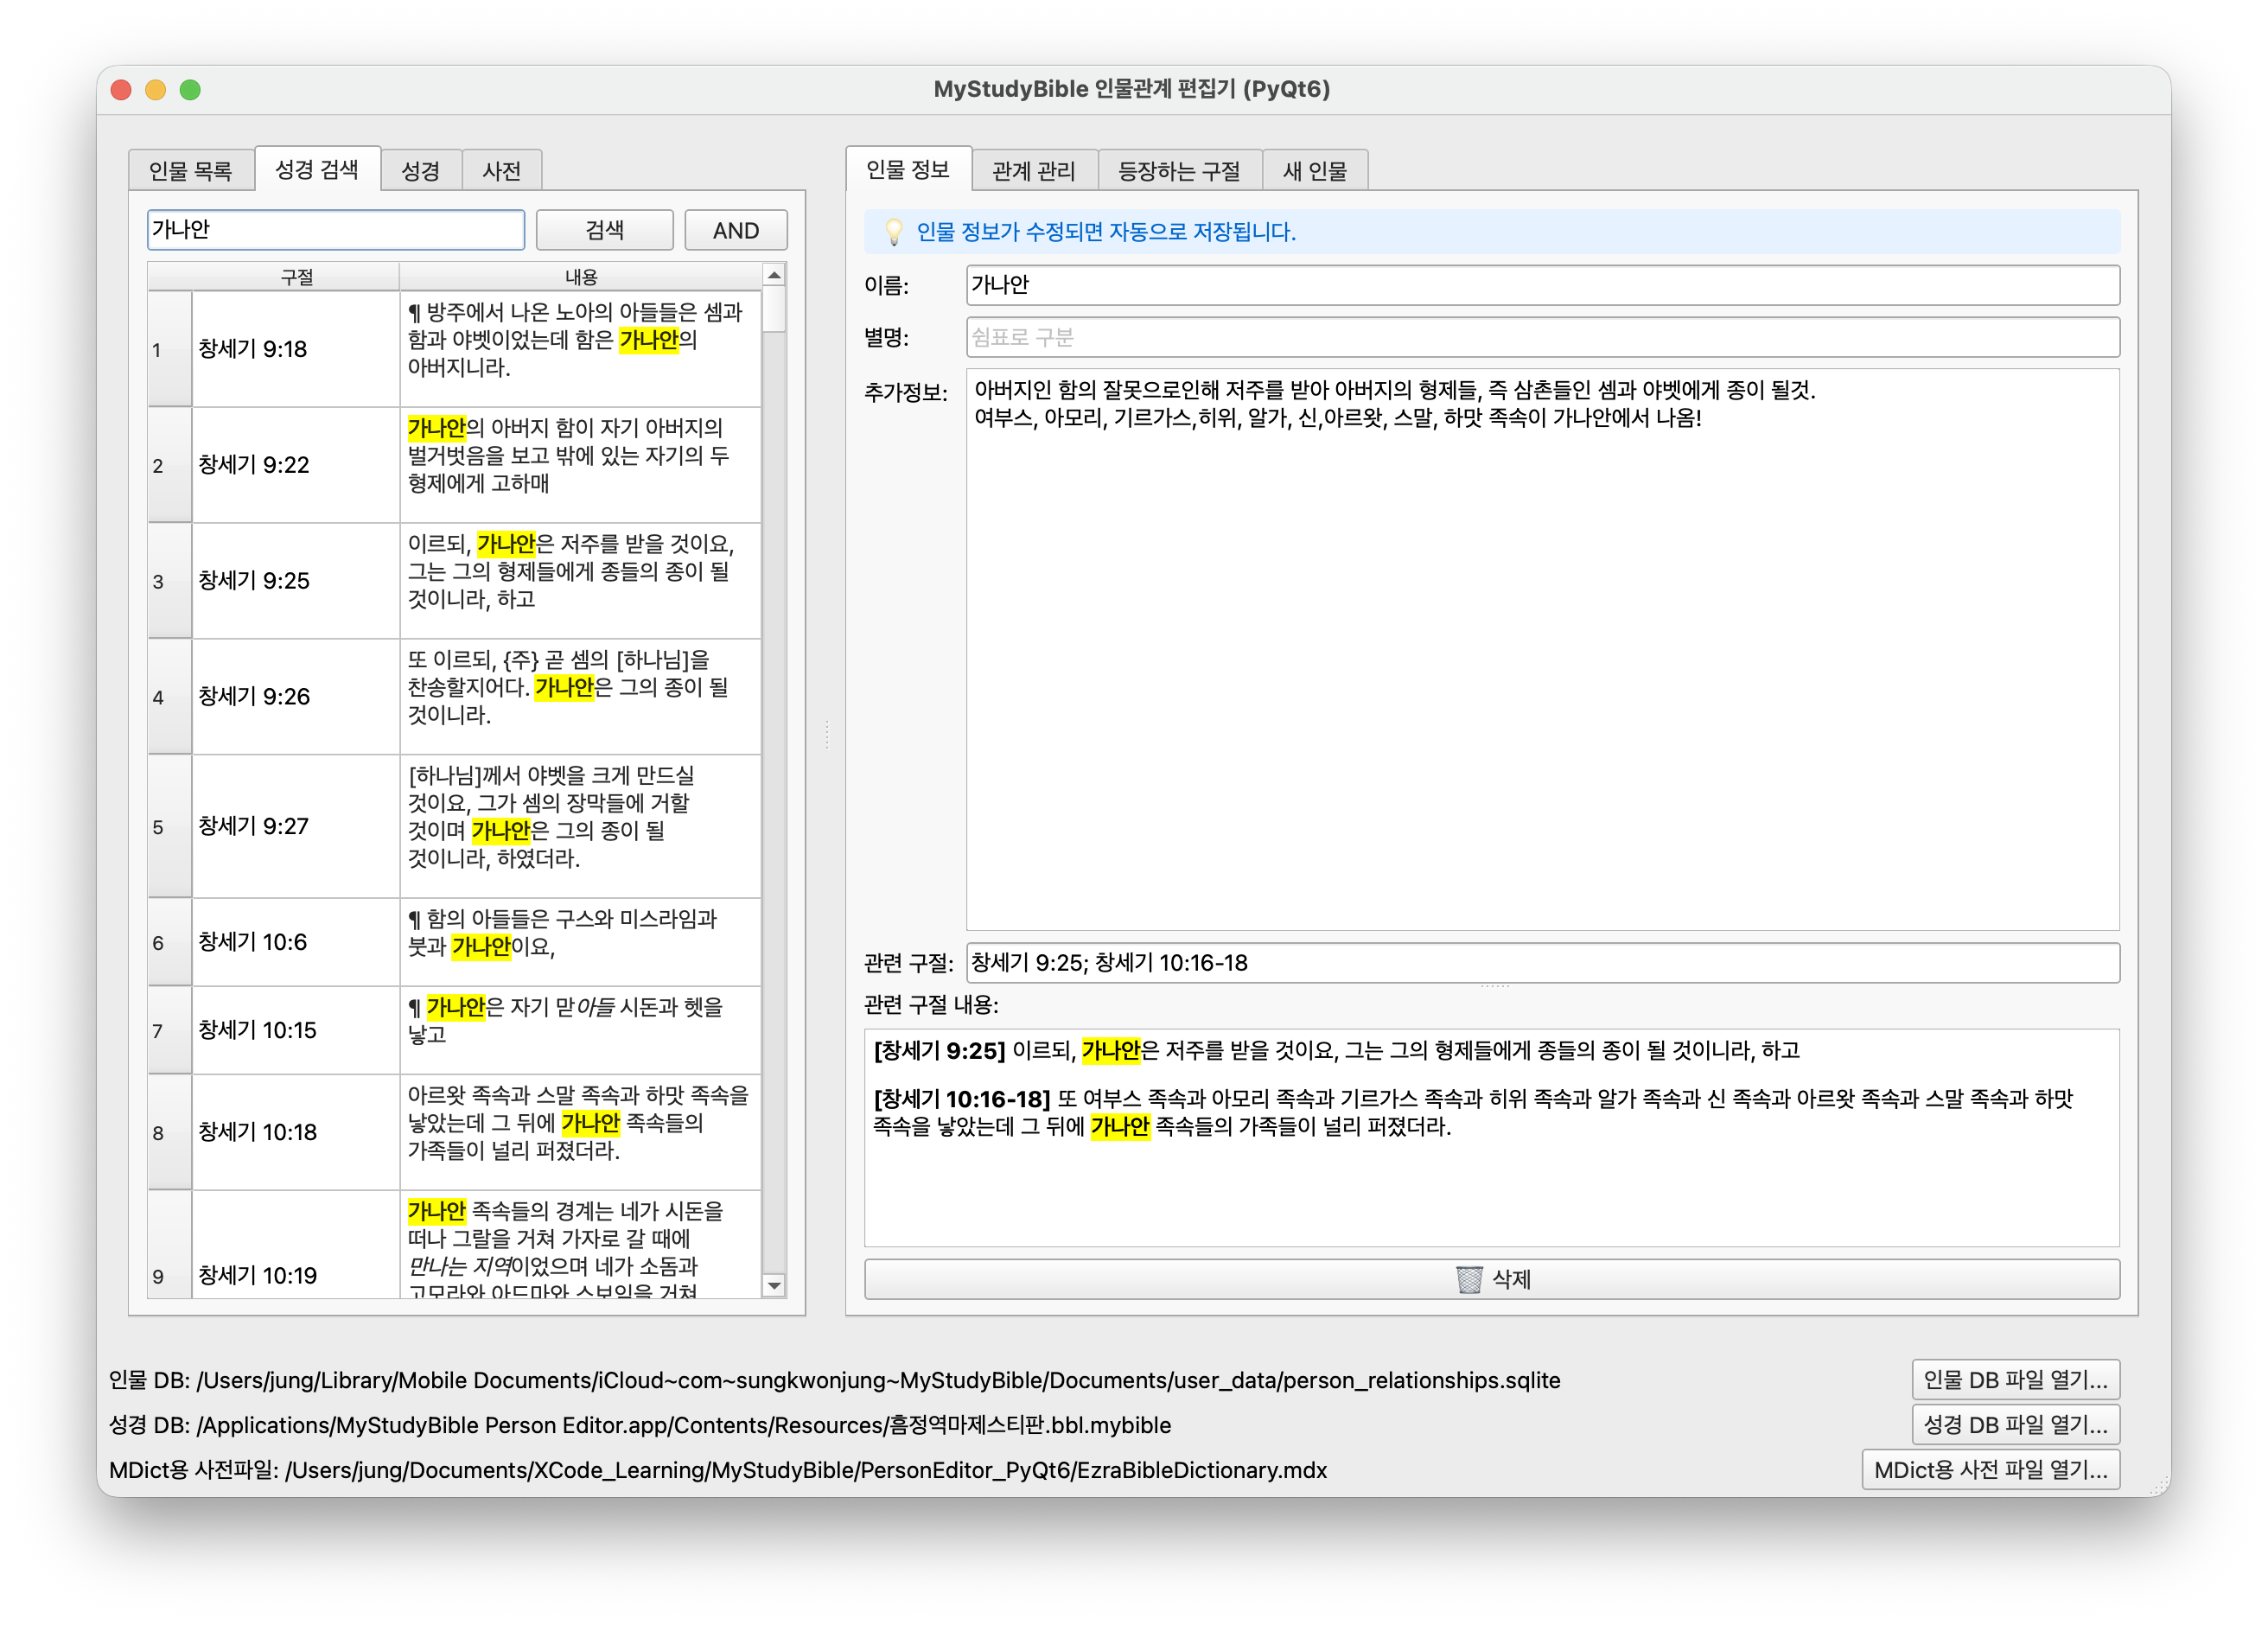 MyStudyBible 인물관계 편집기 (PyQt6)
인물 목록
성경 검색
성경
사전
가나안
검색
AND
구절
내용
1
창세기 9:18
¶ 방주에서 나온 노아의 아들들은 셈과
함과 야벳이었는데 함은 가나안의
아버지니라.
2
창세기 9:22
가나안의 아버지 함이 자기 아버지의
벌거벗음을 보고 밖에 있는 자기의 두
형제에게 고하매
3
창세기 9:25
이르되, 가나안은 저주를 받을 것이요,
그는 그의 형제들에게 종들의 종이 될
것이니라, 하고
4
창세기 9:26
또 이르되, {주} 곧 셈의 [하나님]을
찬송할지어다. 가나안은 그의 종이 될
것이니라.
5
창세기 9:27
[하나님]께서 야벳을 크게 만드실
것이요, 그가 셈의 장막들에 거할
것이며 가나안은 그의 종이 될
것이니라, 하였더라.
6
창세기 10:6
¶ 함의 아들들은 구스와 미스라임과
붓과 가나안이요,
7
창세기 10:15
¶ 가나안은 자기 맏아들 시돈과 헷을
낳고
8
창세기 10:18
아르왓 족속과 스말 족속과 하맛 족속을
낳았는데 그 뒤에 가나안 족속들의
가족들이 널리 퍼졌더라.
9
창세기 10:19
가나안 족속들의 경계는 네가 시돈을
떠나 그랄을 거쳐 가자로 갈 때에
만나는 지역이었으며 네가 소돔과
고모라와 아드마와 스보임을 거쳐
인물 정보
관계 관리
등장하는 구절
새 인물
💡 인물 정보가 수정되면 자동으로 저장됩니다.
이름:
가나안
별명:
쉼표로 구분
추가정보:
아버지인 함의 잘못으로인해 저주를 받아 아버지의 형제들, 즉 삼촌들인 셈과 야벳에게 종이 될것.
여부스, 아모리, 기르가스,히위, 알가, 신,아르왓, 스말, 하맛 족속이 가나안에서 나옴!
관련 구절:
창세기 9:25; 창세기 10:16-18
관련 구절 내용:
[창세기 9:25] 이르되, 가나안은 저주를 받을 것이요, 그는 그의 형제들에게 종들의 종이 될 것이니라, 하고
[창세기 10:16-18] 또 여부스 족속과 아모리 족속과 기르가스 족속과 히위 족속과 알가 족속과 신 족속과 아르왓 족속과 스말 족속과 하맛
족속을 낳았는데 그 뒤에 가나안 족속들의 가족들이 널리 퍼졌더라.
🗑️ 삭제
인물 DB: /Users/jung/Library/Mobile Documents/iCloud~com~sungkwonjung~MyStudyBible/Documents/user_data/person_relationships.sqlite
인물 DB 파일 열기...
성경 DB: /Applications/MyStudyBible Person Editor.app/Contents/Resources/흠정역마제스티판.bbl.mybible
성경 DB 파일 열기...
MDict용 사전파일: /Users/jung/Documents/XCode_Learning/MyStudyBible/PersonEditor_PyQt6/EzraBibleDictionary.mdx
MDict용 사전 파일 열기...